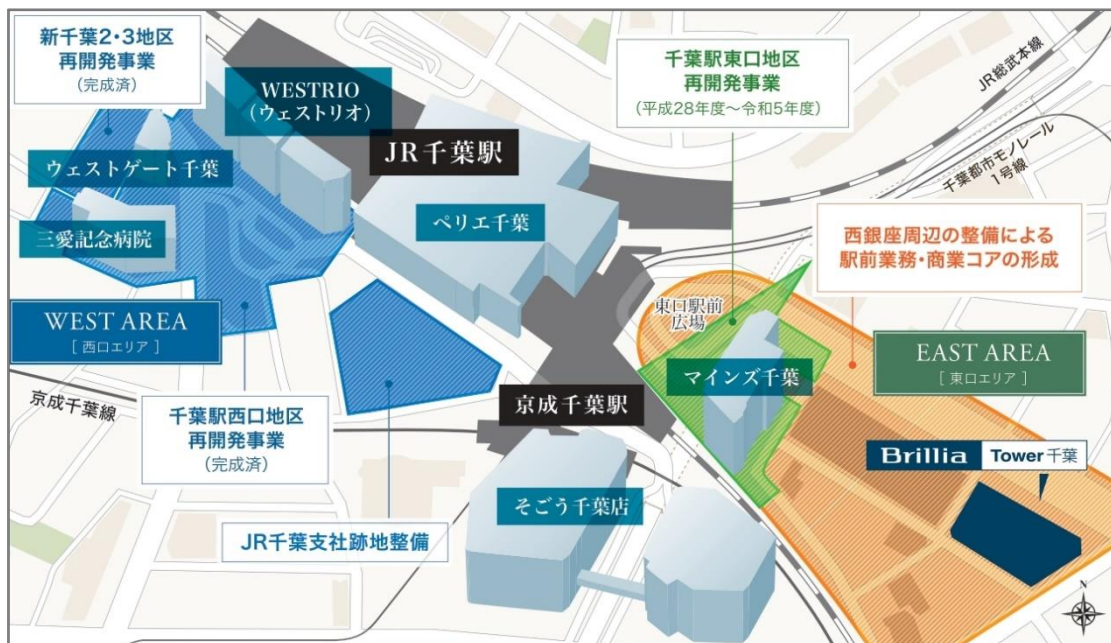 新千葉2・3地区
再開発事業
(完成済)
WESTRIO
(ウェストリオ)
千葉駅東口地区
再開発事業
(平成28年度～令和5年度)
JR総武本線
JR千葉駅
千葉都市モノレール
1号線
ウェストゲート千葉
三愛記念病院
ペリエ千葉
西銀座周辺の整備による
駅前業務・商業コアの形成
東口駅前
広場
WEST AREA
[ 西口エリア ]
EAST AREA
[ 東口エリア ]
マインズ千葉
京成千葉線
京成千葉駅
千葉駅西口地区
再開発事業
(完成済)
Brillia Tower千葉
そごう千葉店
JR千葉支社跡地整備
N